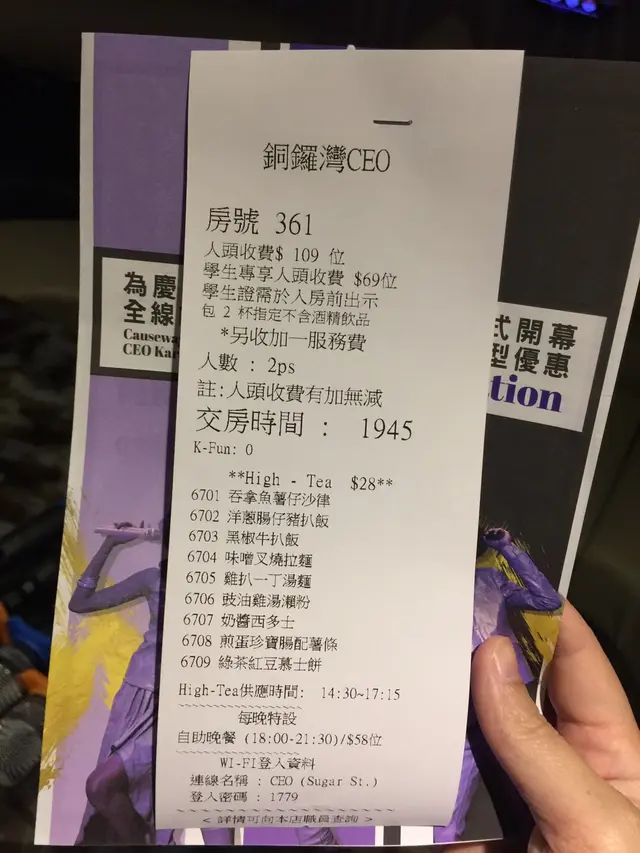 銅鑼灣CEO
房號 361
人頭收費$ 109 位
學生專享人頭收費 $69位
學生證需於入房前出示
包 2 杯指定不含酒精飲品
*另收加一服務費
人數 : 2ps
註:人頭收費有加無減
交房時間 : 1945
K-Fun: 0
**High - Tea $28**
6701 吞拿魚薯仔沙律
6702 洋蔥腸仔豬扒飯
6703 黑椒牛扒飯
6704 味噌叉燒拉麵
6705 雞扒一丁湯麵
6706 豉油雞湯瀨粉
6707 奶醬西多士
6708 煎蛋珍寶腸配薯條
6709 綠茶紅豆慕士餅
High-Tea供應時間: 14:30~17:15
每晚特設
自助晚餐 (18:00-21:30)/$58位
WI-FI登入資料
連線名稱 : CEO (Sugar St.)
登入密碼 : 1779
< 詳情可向本店職員查詢 >
為慶
全線
Causewa
CEO Kar
式開幕
型優惠
tion